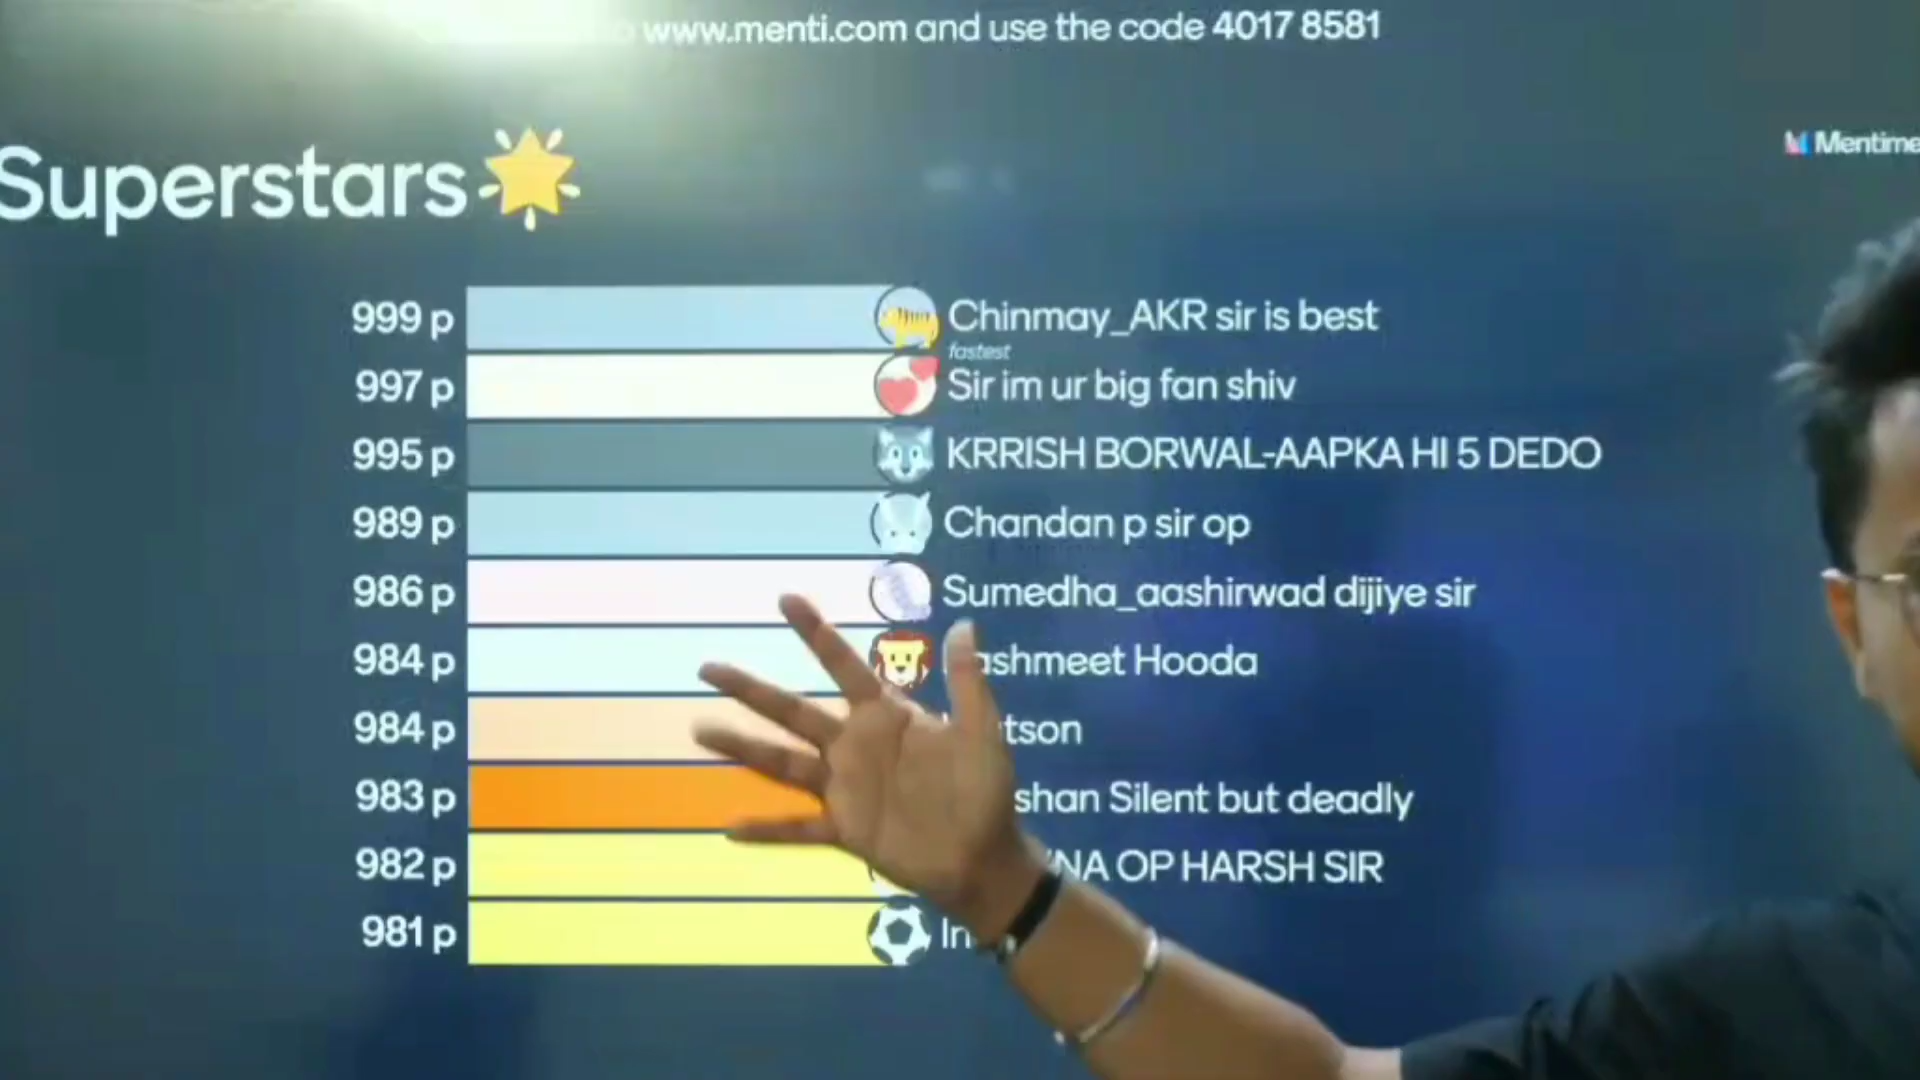 www.menti.com and use the code 4017 8581
Mentime
Superstars
999 p Chinmay_AKR sir is best
fastest
997 p Sir im ur big fan shiv
995 p KRRISH BORWAL-AAPKA HI 5 DEDO
989 p Chandan p sir op
986 p Sumedha_aashirwad dijiye sir
984 p ashmeet Hooda
984 p tson
983 p shan Silent but deadly
982 p NA OP HARSH SIR
981 p In